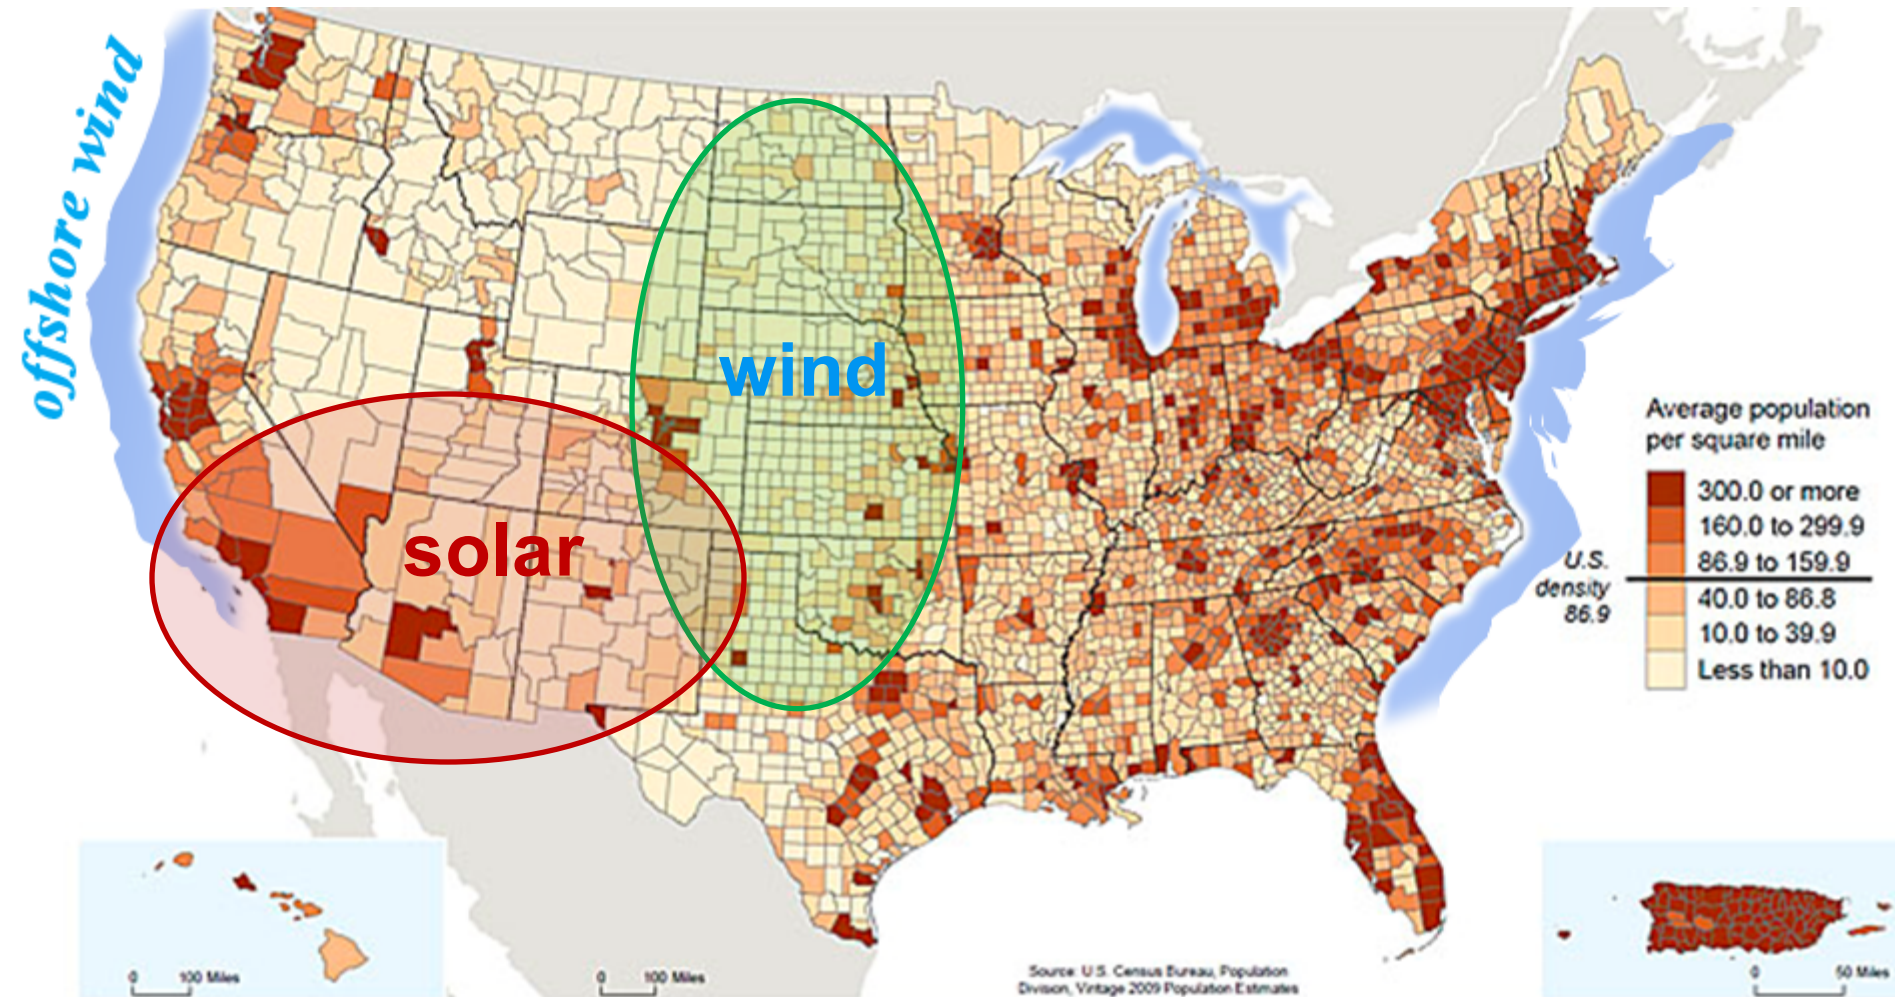 offshore wind
wind
solar
Average population
per square mile
300.0 or more
160.0 to 299.9
86.9 to 159.9
U.S.
density
86.9
40.0 to 86.8
10.0 to 39.9
Less than 10.0
0 100 Miles
0 100 Miles
Source: U.S. Census Bureau, Population
Division, Vintage 2009 Population Estimates
0 50 Miles